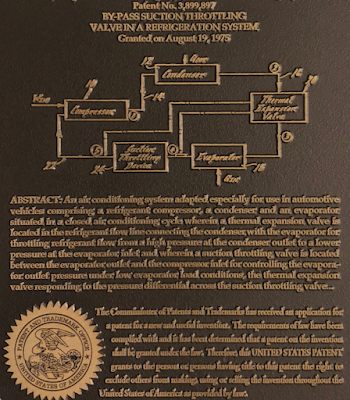 Patent No. 3,899,897
BY-PASS SUCTION THROTTLING
VALVE IN A REFRIGERATION SYSTEM
Granted on August 19, 1975
Condenser
Compressor
Thermal
Expansion
Valve
Suction
Throttling
Device
Evaporator
22
ABSTRACT: An air conditioning system adapted especially for use in automotive
vehicles comprising a refrigerant compressor, a condenser and an evaporator
situated in a closed air conditioning cycle wherein a thermal expansion valve is
located in the refrigerant flow line connecting the condenser, with the evaporator for
throttling refrigerant flow from a high pressure at the condenser outlet to a lower
pressure at the evaporator inlet and wherein a suction throttling valve is located
between the evaporator outlet and the compressor inlet for controlling the evapora-
tor outlet pressure under low evaporator load conditions, the thermal expansion
valve responding to the pressure differential across the suction throttling valve...
The Commissioner of Patents and Trademarks has received an application for
a patent for a new and useful invention. The requirements of law have been
complied with and it has been determined that a patent on the invention
shall be granted under the law. Therefore, this UNITED STATES PATENT
grants to the person or persons having title to this patent the right to
exclude others from making, using or selling the invention throughout the
United States of America as provided by law.
PATENT AND TRADEMARK OFFICE
UNITED STATES OF AMERICA